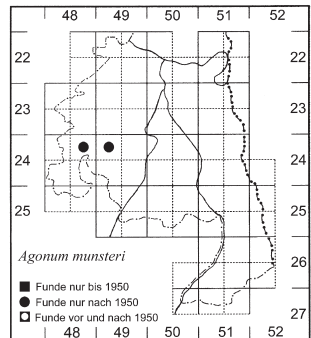 48 49 50 51 52
22 22
23 23
24 24
25 25
Agonum munsteri
26
Funde nur bis 1950
Funde nur nach 1950
Funde vor und nach 1950
27
48 49 50 51 52